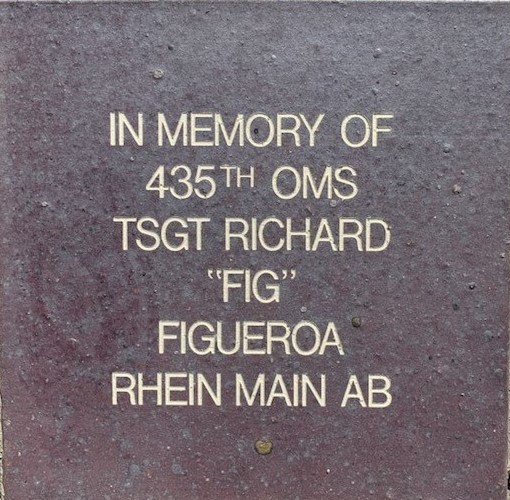 IN MEMORY OF
435TH OMS
TSGT RICHARD
"FIG"
FIGUEROA
RHEIN MAIN AB